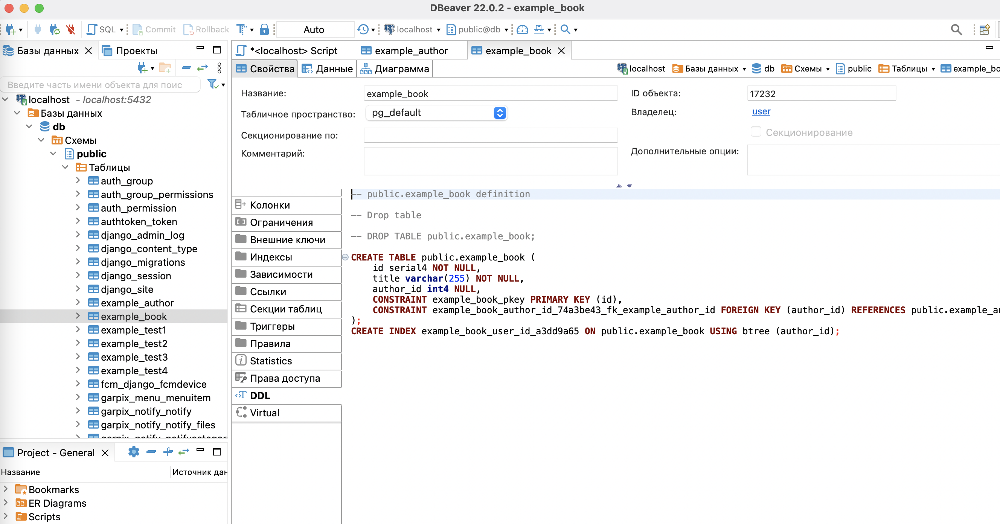 DBeaver 22.0.2 - example_book
SQL Commit Rollback Auto localhost public@db
Базы данных Проекты
*<localhost> Script example_author example_book
Свойства Данные Диаграмма
localhost Базы данных db Схемы public Таблицы example_bo
Введите часть имени объекта для поис
localhost - localhost:5432
Базы данных
db
Схемы
public
Таблицы
auth_group
auth_group_permissions
auth_permission
authtoken_token
django_admin_log
django_content_type
django_migrations
django_session
django_site
example_author
example_book
example_test1
example_test2
example_test3
example_test4
fcm_django_fcmdevice
garpix_menu_menuitem
garpix_notify_notify
garpix_notify_notify_files
Project - General
Название Источник дан
Bookmarks
ER Diagrams
Scripts
Название: example_book
Табличное пространство: pg_default
Секционирование по:
Комментарий:
ID объекта: 17232
Владелец: user
Секционирование
Дополнительные опции:
Колонки
Ограничения
Внешние ключи
Индексы
Зависимости
Ссылки
Секции таблиц
Триггеры
Правила
Statistics
Права доступа
DDL
Virtual
-- public.example_book definition
-- Drop table
-- DROP TABLE public.example_book;
CREATE TABLE public.example_book (
id serial4 NOT NULL,
title varchar(255) NOT NULL,
author_id int4 NULL,
CONSTRAINT example_book_pkey PRIMARY KEY (id),
CONSTRAINT example_book_author_id_74a3be43_fk_example_author_id FOREIGN KEY (author_id) REFERENCES public.example_au
);
CREATE INDEX example_book_user_id_a3dd9a65 ON public.example_book USING btree (author_id);